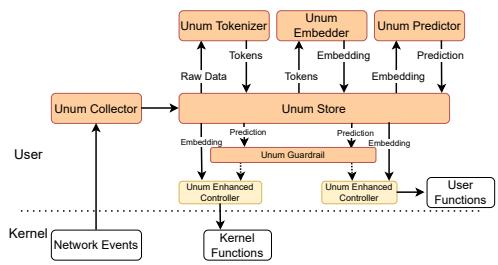 Unum Tokenizer
Unum
Embedder
Unum Predictor
Tokens
Embedding
Prediction
Raw Data
Tokens
Embedding
Unum Collector
Unum Store
Embedding
Prediction
Prediction
Embedding
User
Unum Guardrail
Unum Enhanced
Controller
Unum Enhanced
Controller
User
Functions
Kernel
Network Events
Kernel
Functions